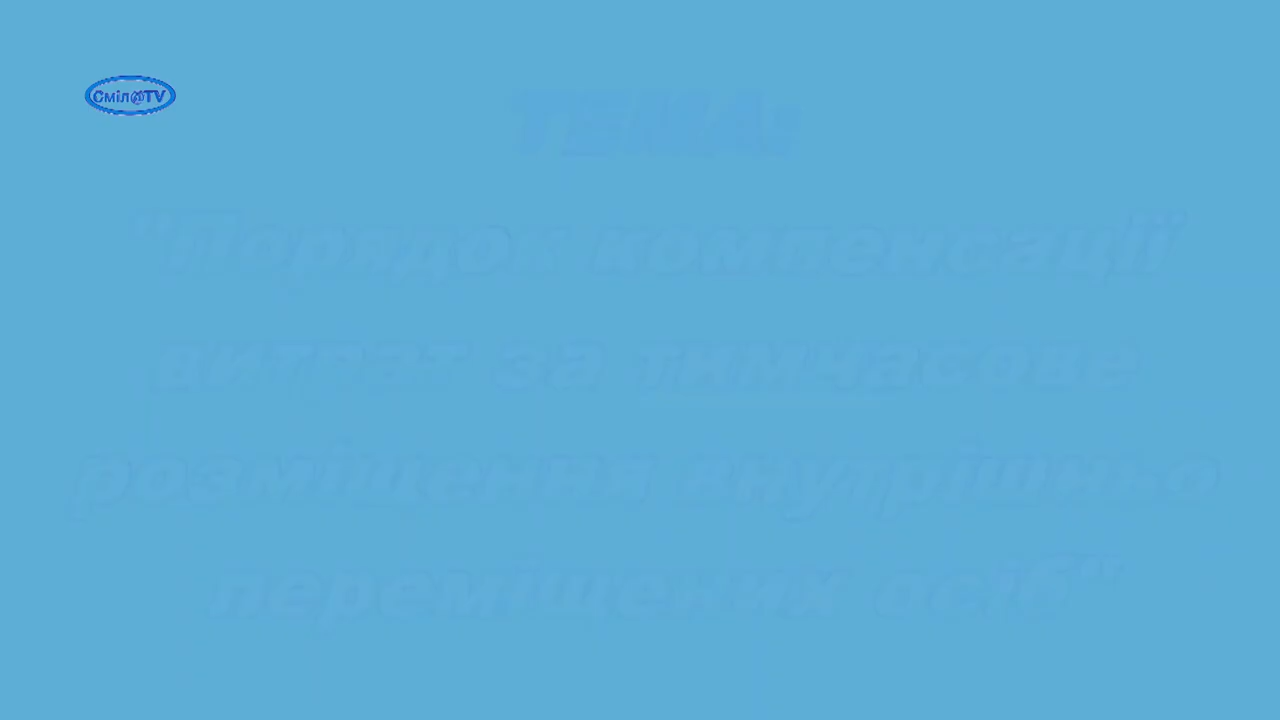 Сміл@TV
ТЕМА:
"Порядок компенсації
витрат за тимчасове
розміщення внутрішньо
переміщених осіб"